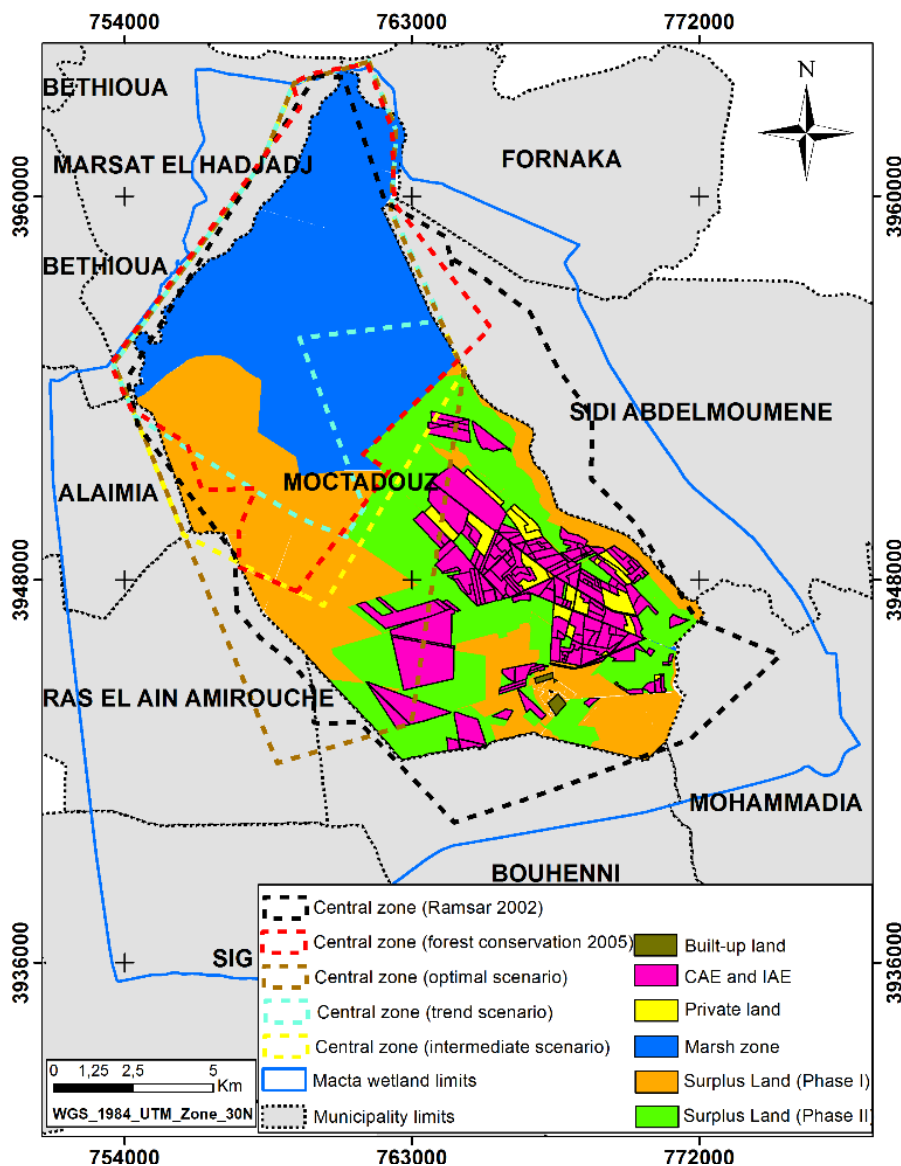 754000 763000 772000
N
BETHIOUA
FORNAKA
MARSAT EL HADJADJ
3960000 3960000
BETHIOUA
SIDI ABDELMOUMENE
MOCTADOUZ
ALAIMIA
3948000 3948000
RAS EL AIN AMIROUCHE
MOHAMMADIA
BOUHENNI
SIG
3936000 3936000
Central zone (Ramsar 2002)
Central zone (forest conservation 2005)
Central zone (optimal scenario)
Central zone (trend scenario)
Central zone (intermediate scenario)
Macta wetland limits
Municipality limits
Built-up land
CAE and IAE
Private land
Marsh zone
Surplus Land (Phase I)
Surplus Land (Phase II)
0 1,25 2,5 5
Km
WGS_1984_UTM_Zone_30N
754000 763000 772000